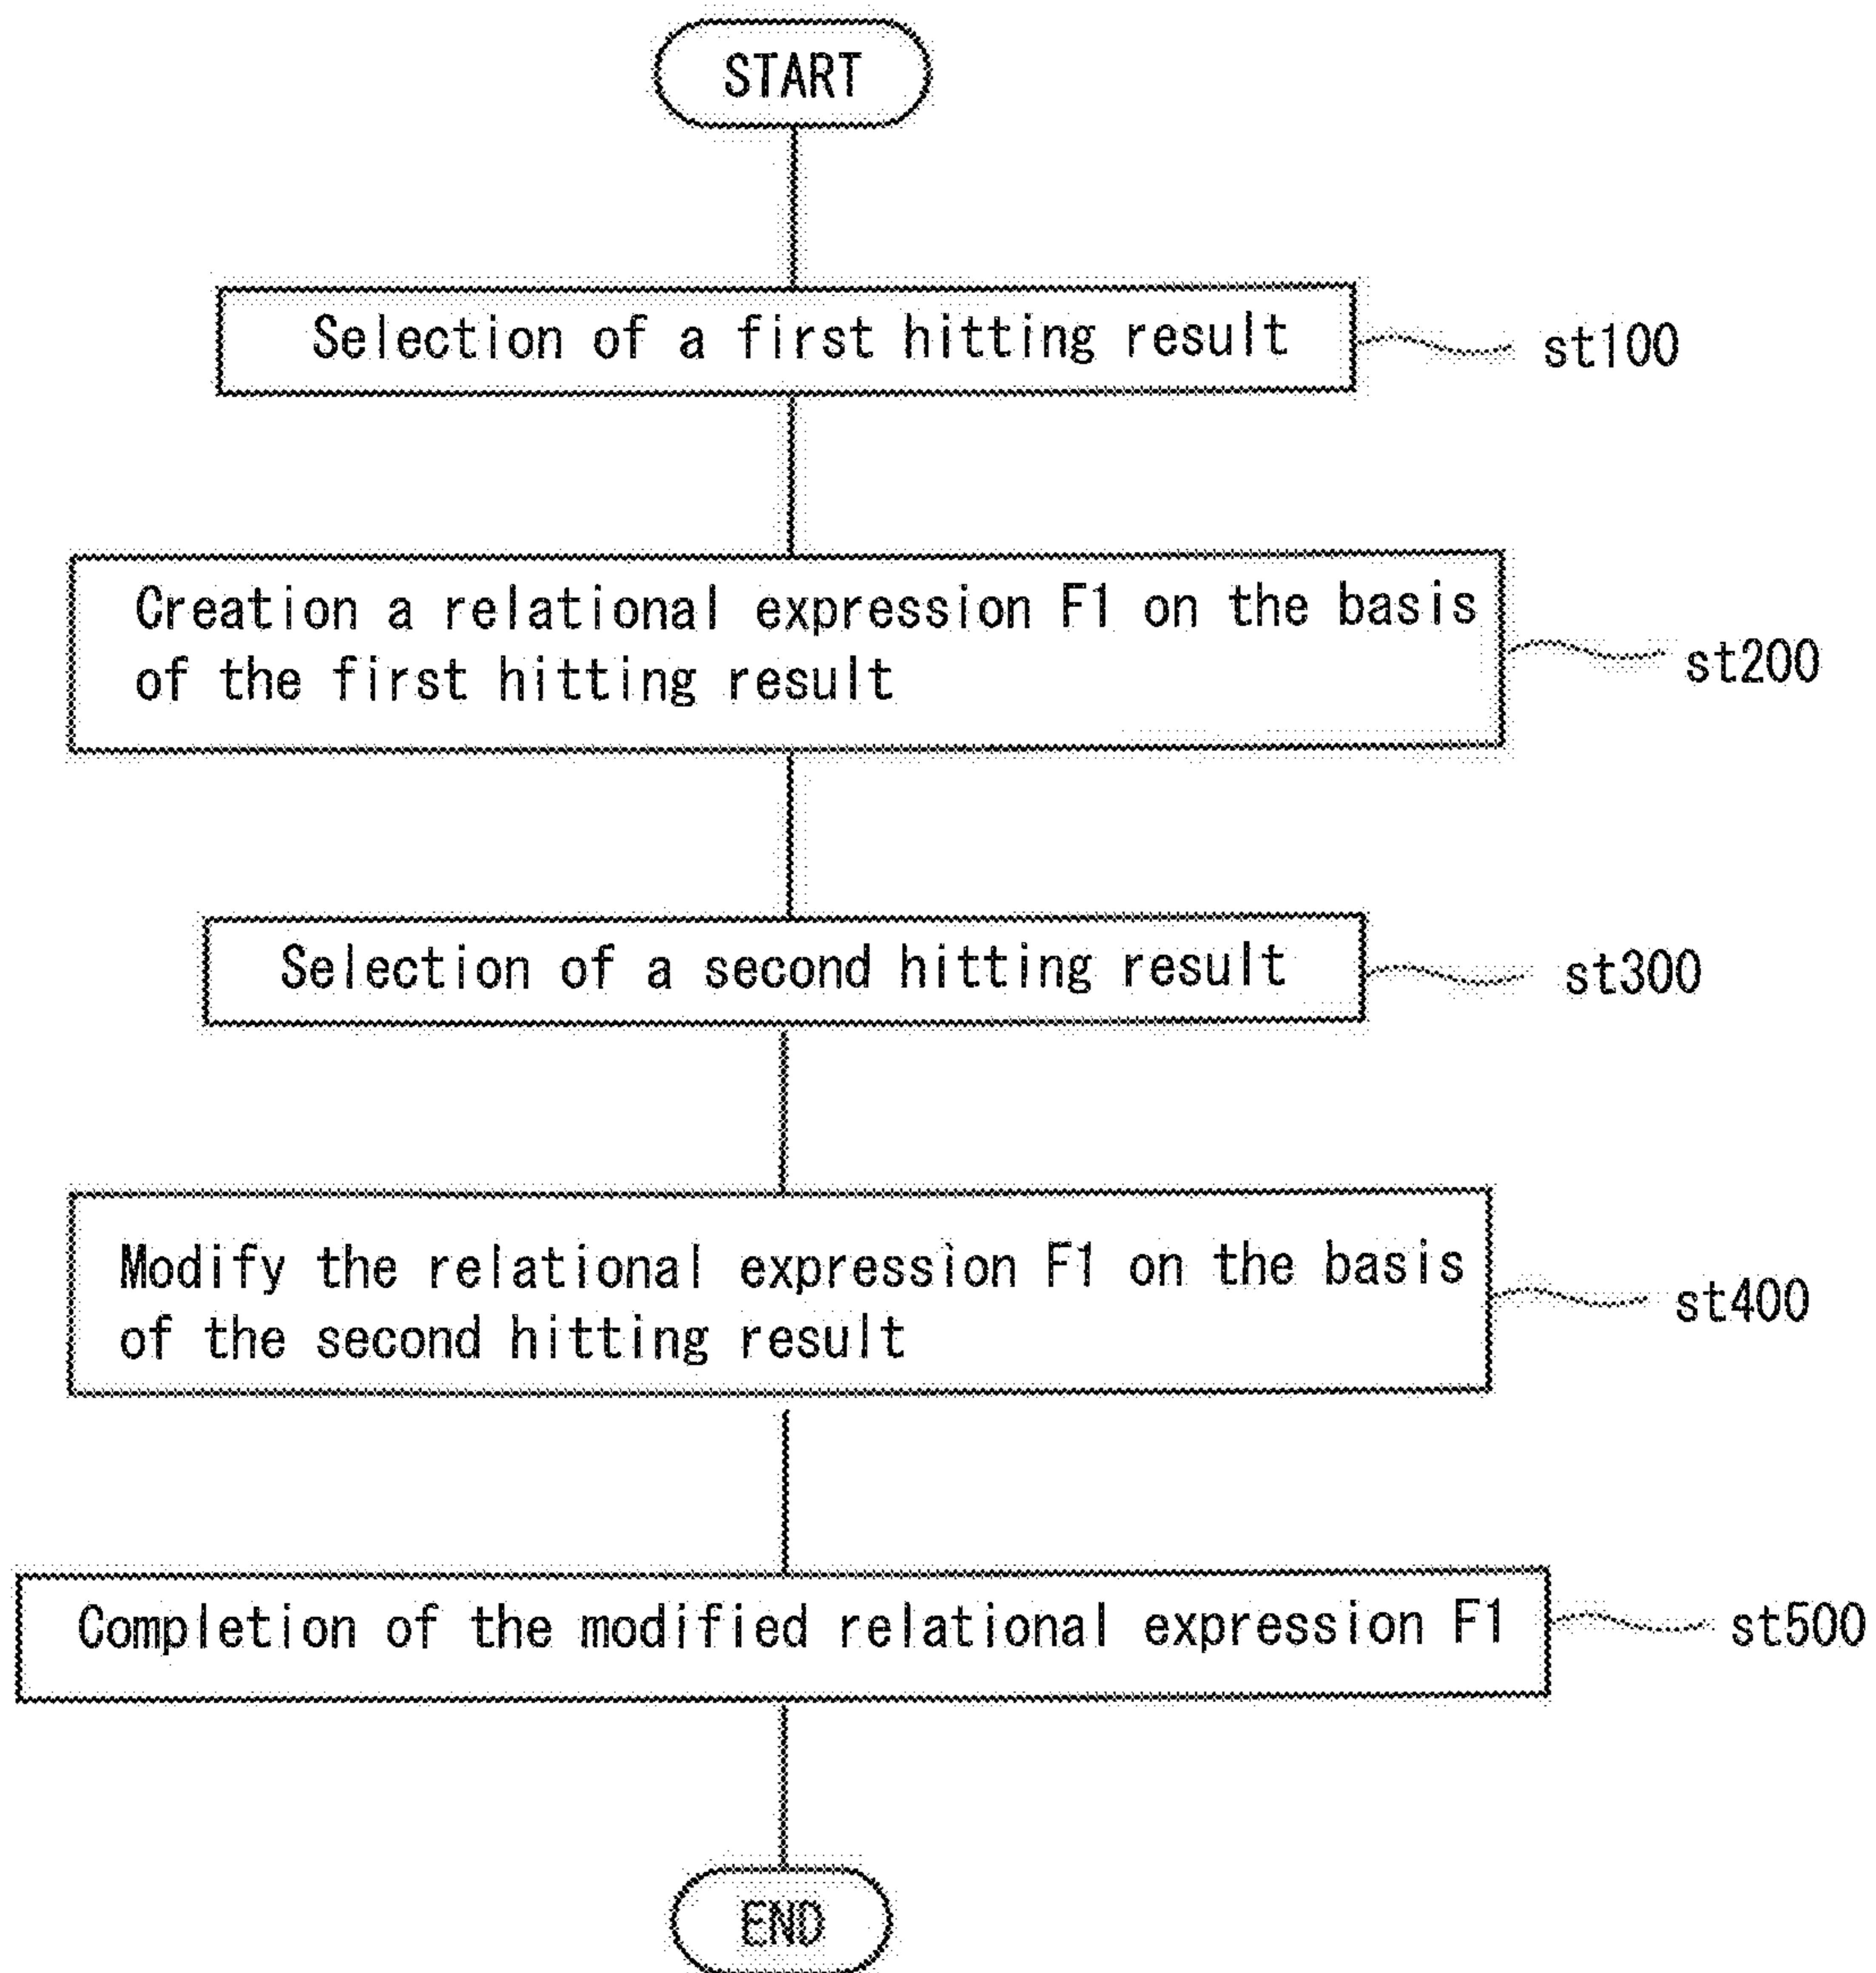 START
Selection of a first hitting result
st100
Creation a relational expression F1 on the basis
of the first hitting result
st200
Selection of a second hitting result
st300
Modify the relational expression F1 on the basis
of the second hitting result
st400
Completion of the modified relational expression F1
st500
END